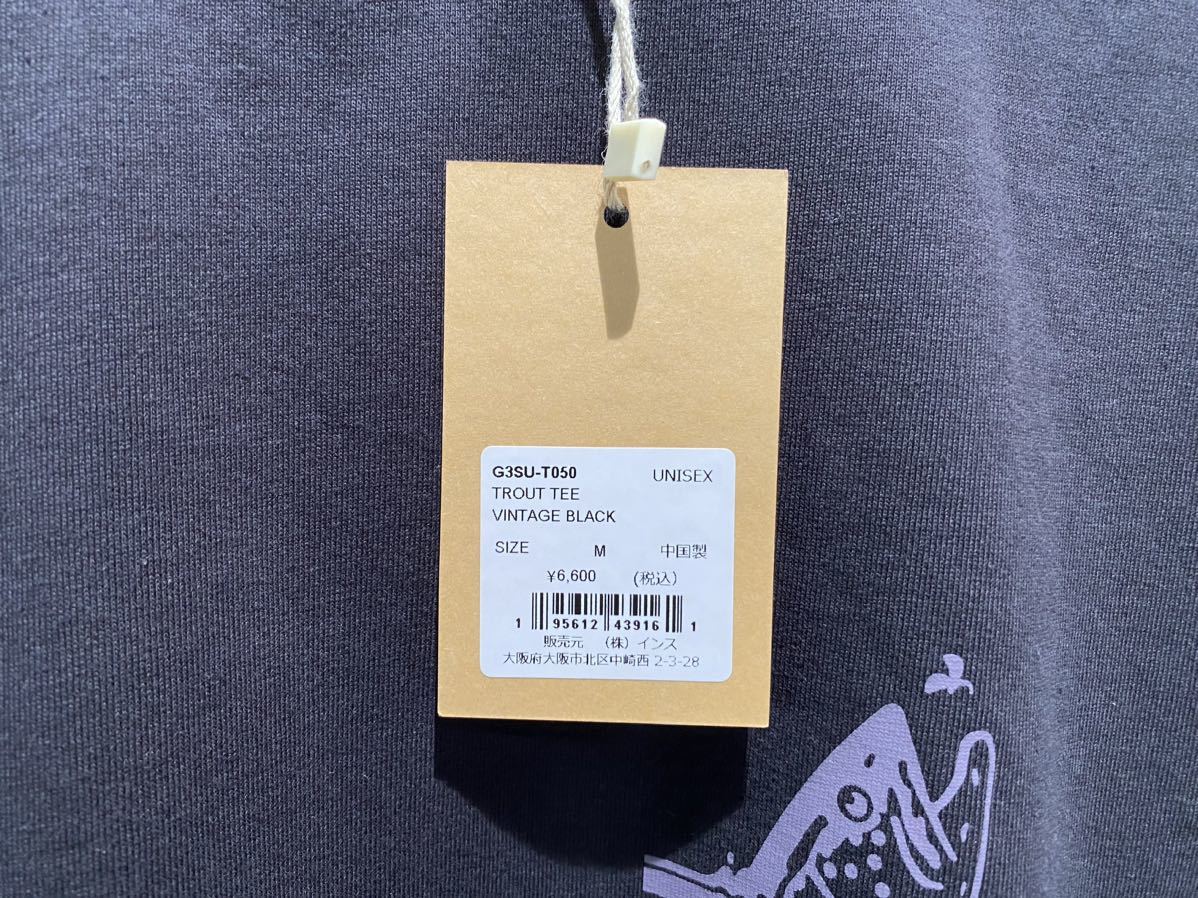 G3SU-T050 UNISEX
TROUT TEE
VINTAGE BLACK
SIZE M 中国製
¥6,600 (税込)
1 95612 43916 1
販売元 (株) インス
大阪府大阪市北区中崎西 2-3-28